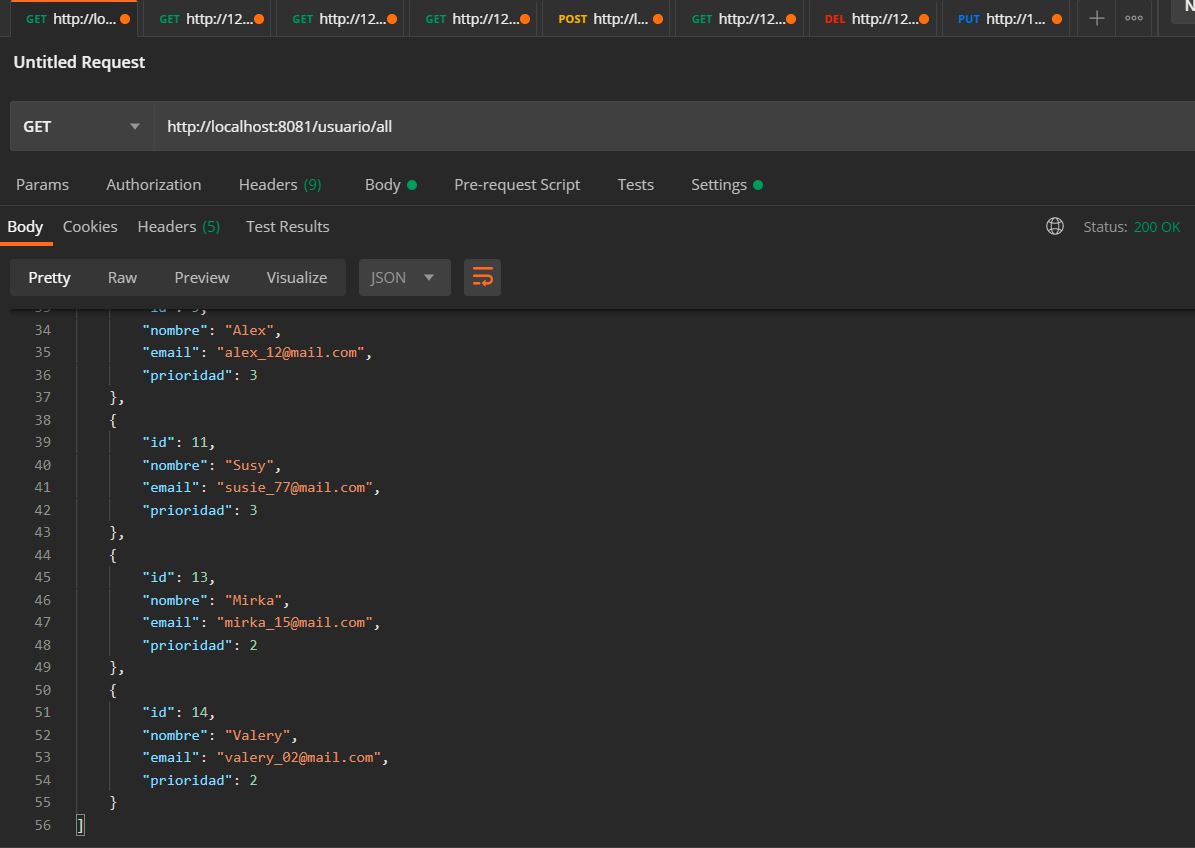 GET http://lo...
GET http://12...
GET http://12...
GET http://12...
POST http://l...
GET http://12...
DEL http://12...
PUT http://1...
Untitled Request
GET http://localhost:8081/usuario/all
Params Authorization Headers (9) Body Pre-request Script Tests Settings
Body Cookies Headers (5) Test Results Status: 200 OK
Pretty Raw Preview Visualize JSON
34 "nombre": "Alex",
35 "email": "alex_12@mail.com",
36 "prioridad": 3
37 },
38 {
39 "id": 11,
40 "nombre": "Susy",
41 "email": "susie_77@mail.com",
42 "prioridad": 3
43 },
44 {
45 "id": 13,
46 "nombre": "Mirka",
47 "email": "mirka_15@mail.com",
48 "prioridad": 2
49 },
50 {
51 "id": 14,
52 "nombre": "Valery",
53 "email": "valery_02@mail.com",
54 "prioridad": 2
55 }
56 ]